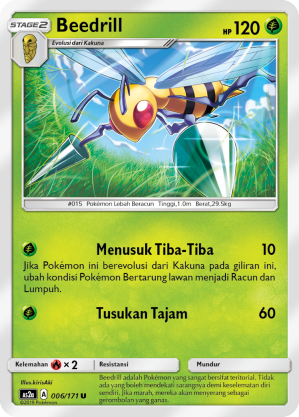 STAGE2
Beedrill
HP 120
Evolusi dari Kakuna
#015 Pokémon Lebah Beracun Tinggi,1.0m Berat,29.5kg
Menusuk Tiba-Tiba 10
Jika Pokémon ini berevolusi dari Kakuna pada giliran ini,
ubah kondisi Pokémon Bertarung lawan menjadi Racun dan
Lumpuh.
Tusukan Tajam 60
Kelemahan × 2 Resistansi Mundur
Illus.kirisAki
AS2a A 006/171 U
©2019 Pokémon
Beedrill adalah Pokémon yang sangat bersifat teritorial. Tidak
ada yang boleh mendekati sarangnya demi keselamatan diri
sendiri. Jika marah, mereka akan menyerang sebagai
gerombolan yang ganas.